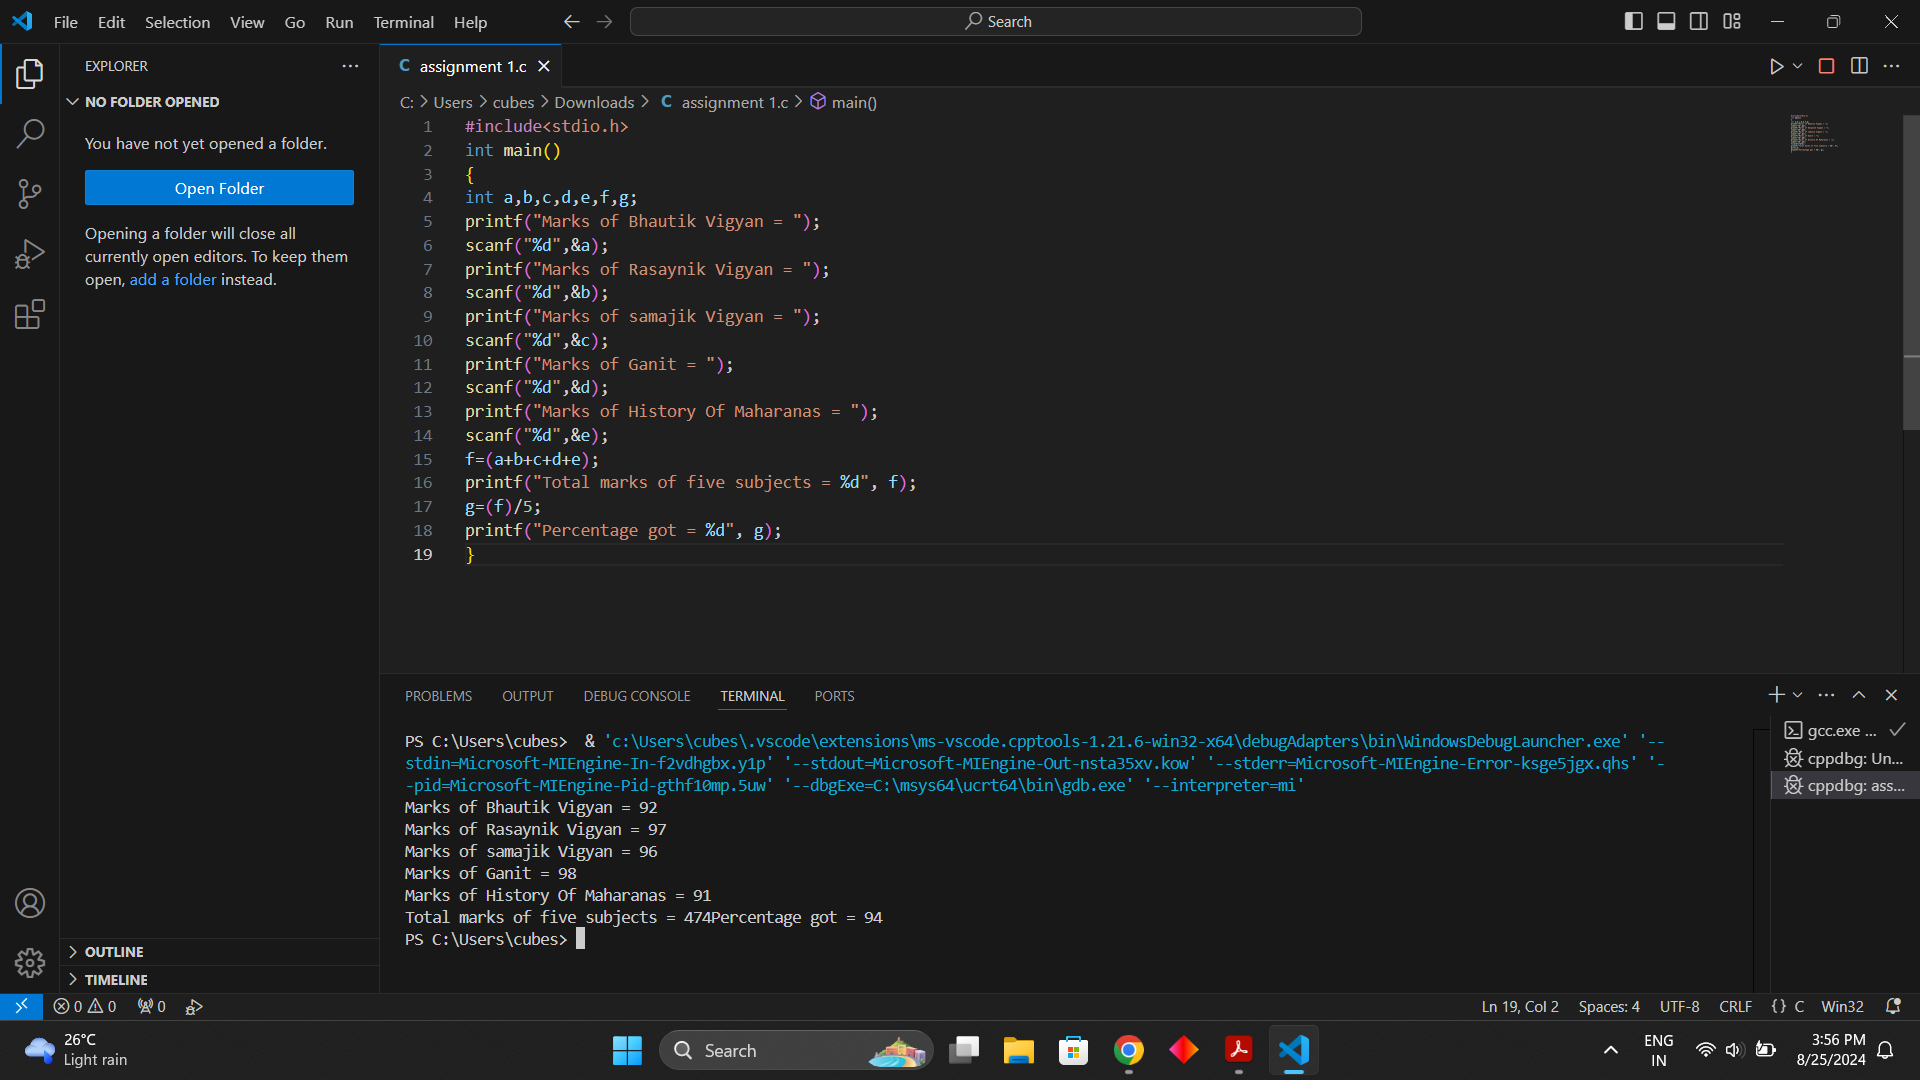 File Edit Selection View Go Run Terminal Help
Search
EXPLORER
NO FOLDER OPENED
You have not yet opened a folder.
Open Folder
Opening a folder will close all
currently open editors. To keep them
open, add a folder instead.
OUTLINE
TIMELINE
C assignment 1.c
C: > Users > cubes > Downloads > C assignment 1.c > main()
1 #include<stdio.h>
2 int main()
3 {
4 int a,b,c,d,e,f,g;
5 printf("Marks of Bhautik Vigyan = ");
6 scanf("%d",&a);
7 printf("Marks of Rasaynik Vigyan = ");
8 scanf("%d",&b);
9 printf("Marks of samajik Vigyan = ");
10 scanf("%d",&c);
11 printf("Marks of Ganit = ");
12 scanf("%d",&d);
13 printf("Marks of History Of Maharanas = ");
14 scanf("%d",&e);
15 f=(a+b+c+d+e);
16 printf("Total marks of five subjects = %d", f);
17 g=(f)/5;
18 printf("Percentage got = %d", g);
19 }
PROBLEMS OUTPUT DEBUG CONSOLE TERMINAL PORTS
PS C:\Users\cubes>  & 'c:\Users\cubes\.vscode\extensions\ms-vscode.cpptools-1.21.6-win32-x64\debugAdapters\bin\WindowsDebugLauncher.exe' '--
stdin=Microsoft-MIEngine-In-f2vdhgbx.y1p' '--stdout=Microsoft-MIEngine-Out-nsta35xv.kow' '--stderr=Microsoft-MIEngine-Error-ksge5jgx.qhs' '-
-pid=Microsoft-MIEngine-Pid-gthf10mp.5uw' '--dbgExe=C:\msys64\ucrt64\bin\gdb.exe' '--interpreter=mi'
Marks of Bhautik Vigyan = 92
Marks of Rasaynik Vigyan = 97
Marks of samajik Vigyan = 96
Marks of Ganit = 98
Marks of History Of Maharanas = 91
Total marks of five subjects = 474Percentage got = 94
PS C:\Users\cubes>
gcc.exe ...
cppdbg: Un...
cppdbg: ass...
0 0 0
Ln 19, Col 2 Spaces: 4 UTF-8 CRLF {} C Win32
26°C
Light rain
Search
ENG
IN
3:56 PM
8/25/2024